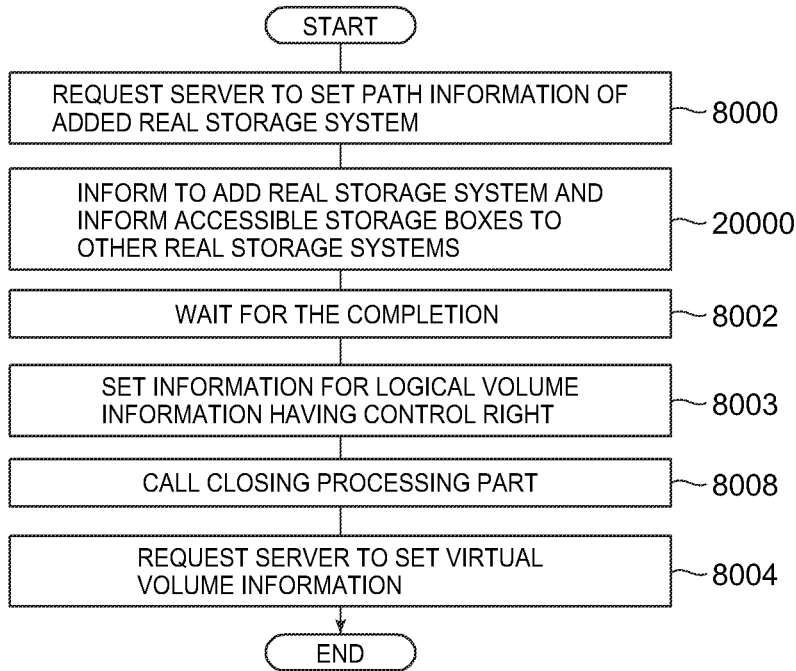 START
REQUEST SERVER TO SET PATH INFORMATION OF
ADDED REAL STORAGE SYSTEM
8000
INFORM TO ADD REAL STORAGE SYSTEM AND
INFORM ACCESSIBLE STORAGE BOXES TO
OTHER REAL STORAGE SYSTEMS
20000
WAIT FOR THE COMPLETION
8002
SET INFORMATION FOR LOGICAL VOLUME
INFORMATION HAVING CONTROL RIGHT
8003
CALL CLOSING PROCESSING PART
8008
REQUEST SERVER TO SET VIRTUAL
VOLUME INFORMATION
8004
END